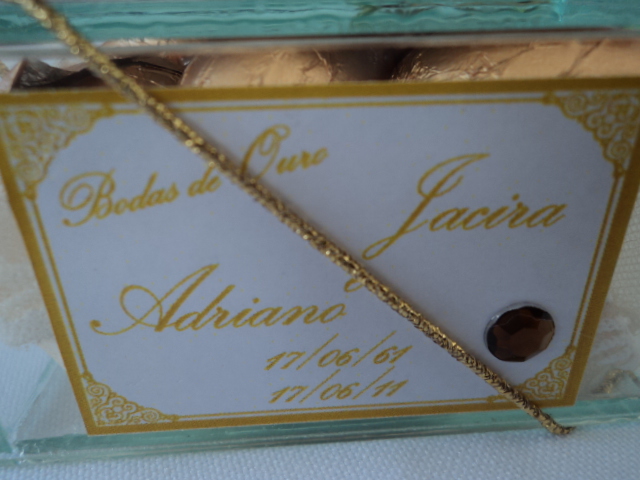 Bodas de Ouro
Jacira
e
Adriano
17/06/61
17/06/11